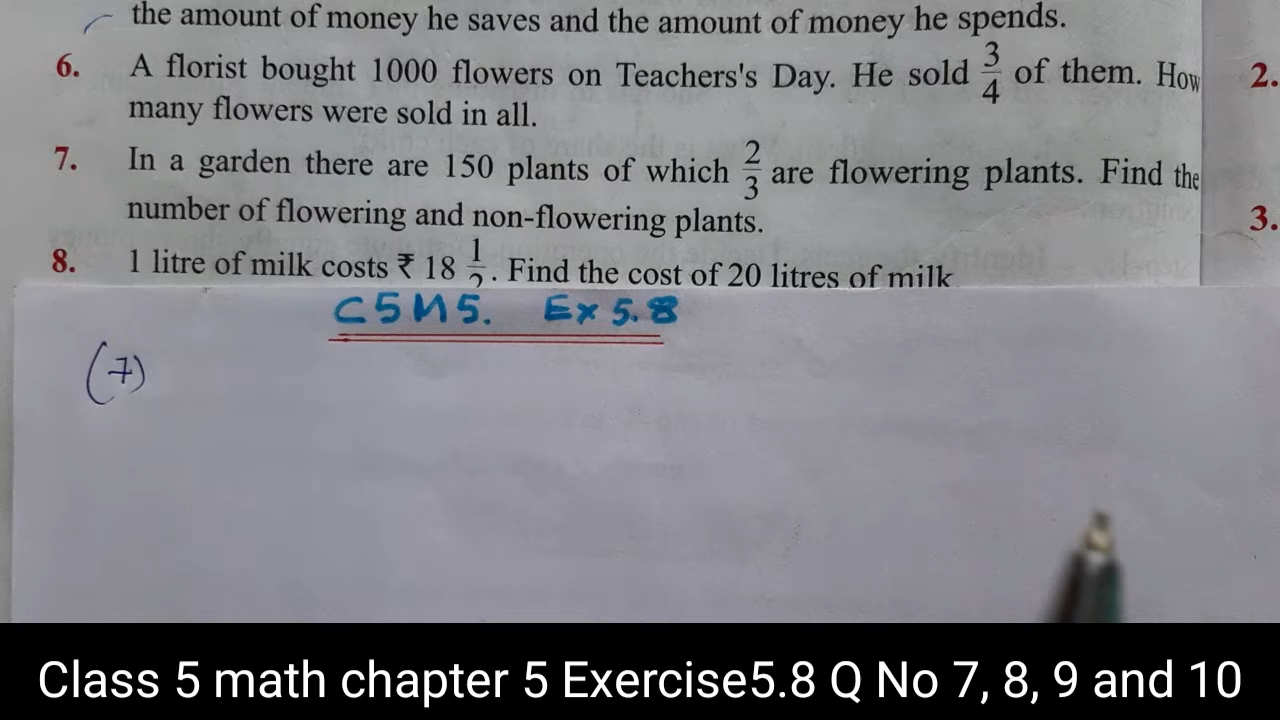 the amount of money he saves and the amount of money he spends.
6. A florist bought 1000 flowers on Teachers's Day. He sold 3/4 of them. How 2.
many flowers were sold in all.
7. In a garden there are 150 plants of which 2/3 are flowering plants. Find the
number of flowering and non-flowering plants. 3.
8. 1 litre of milk costs ₹ 18 1/2. Find the cost of 20 litres of milk
C5M5. Ex 5.8
(7)
Class 5 math chapter 5 Exercise5.8 Q No 7, 8, 9 and 10